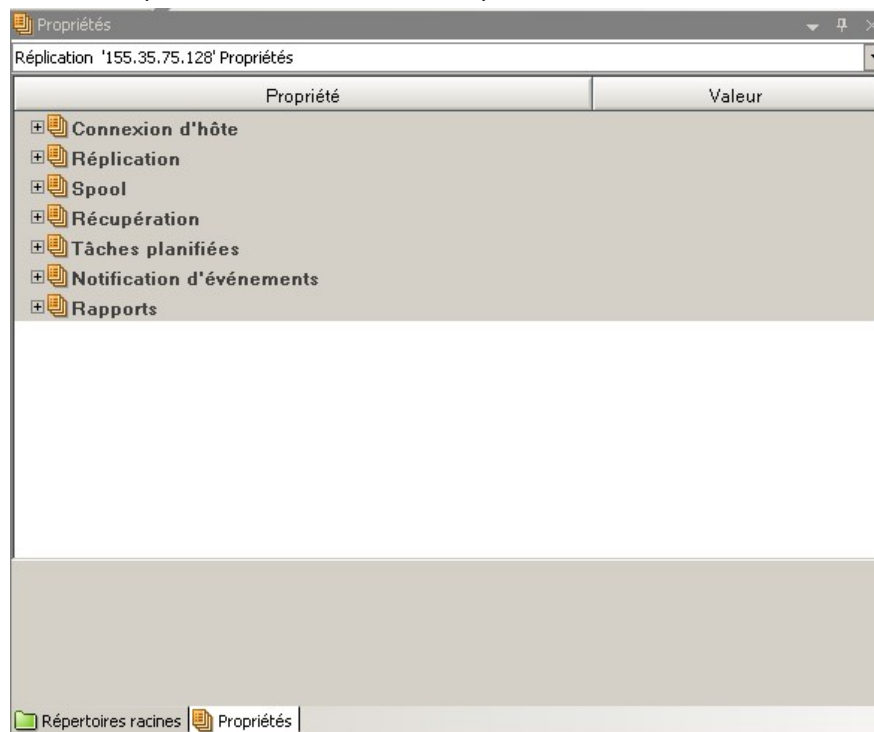 Propriétés
Réplication '155.35.75.128' Propriétés
Propriété Valeur
Connexion d'hôte
Réplication
Spool
Récupération
Tâches planifiées
Notification d'événements
Rapports
Répertoires racines Propriétés